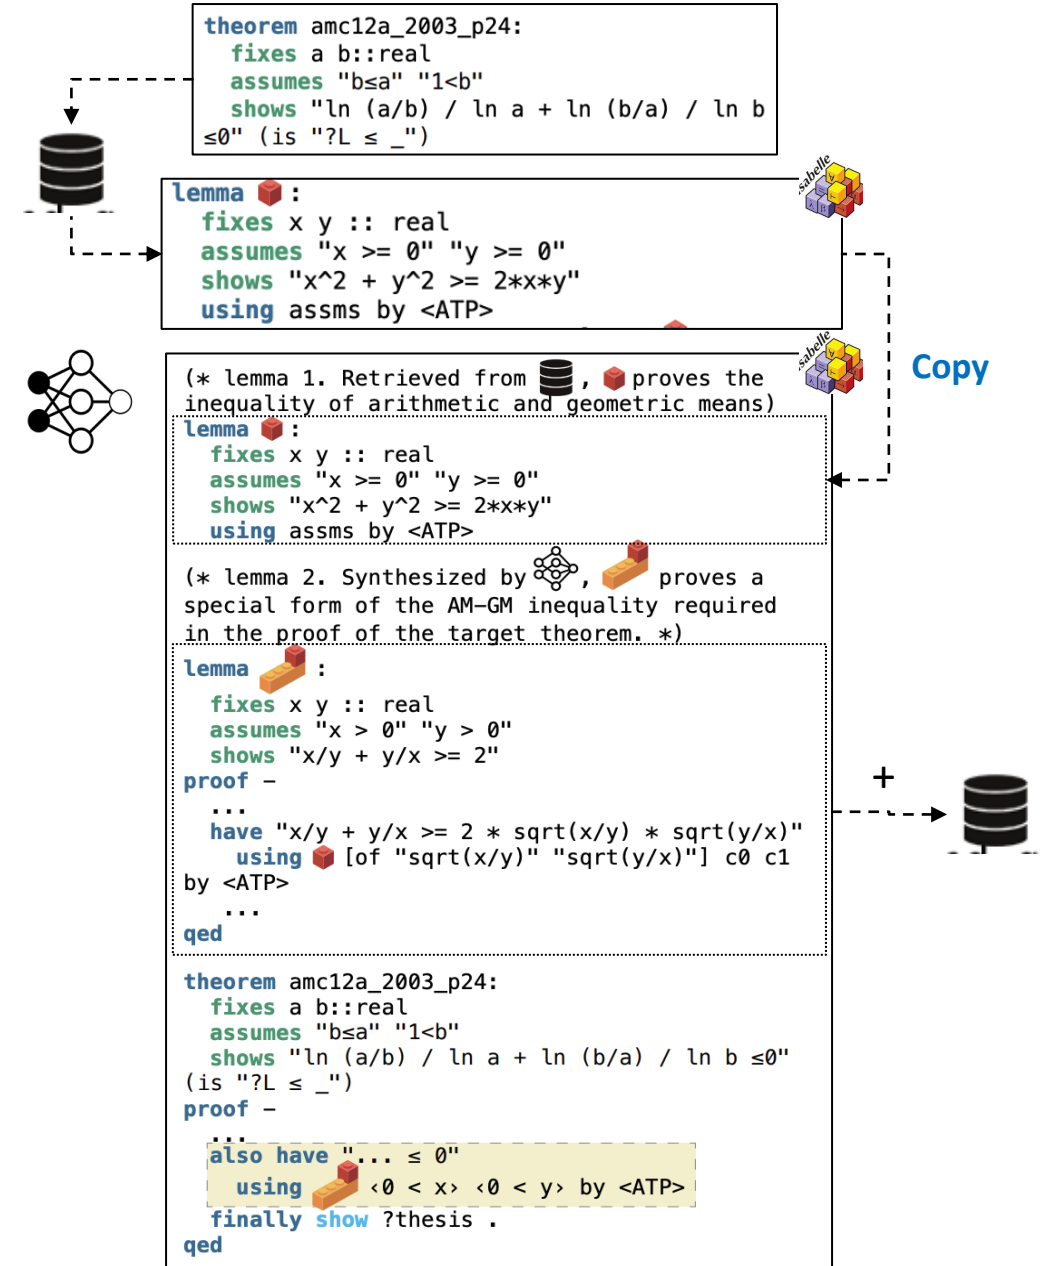 theorem amc12a_2003_p24:
fixes a b::real
assumes "b≤a" "1<b"
shows "ln (a/b) / ln a + ln (b/a) / ln b
≤0" (is "?L ≤ _")
sabelle
lemma :
fixes x y :: real
assumes "x >= 0" "y >= 0"
shows "x^2 + y^2 >= 2*x*y"
using assms by <ATP>
sabelle
Copy
(* lemma 1. Retrieved from , proves the
inequality of arithmetic and geometric means)
lemma :
fixes x y :: real
assumes "x >= 0" "y >= 0"
shows "x^2 + y^2 >= 2*x*y"
using assms by <ATP>
(* lemma 2. Synthesized by , proves a
special form of the AM-GM inequality required
in the proof of the target theorem. *)
lemma :
fixes x y :: real
assumes "x > 0" "y > 0"
shows "x/y + y/x >= 2"
proof -
...
have "x/y + y/x >= 2 * sqrt(x/y) * sqrt(y/x)"
using [of "sqrt(x/y)" "sqrt(y/x)"] c0 c1
by <ATP>
...
qed
+
theorem amc12a_2003_p24:
fixes a b::real
assumes "b≤a" "1<b"
shows "ln (a/b) / ln a + ln (b/a) / ln b ≤0"
(is "?L ≤ _")
proof -
...
also have "... ≤ 0"
using ‹0 < x› ‹0 < y› by <ATP>
finally show ?thesis .
qed